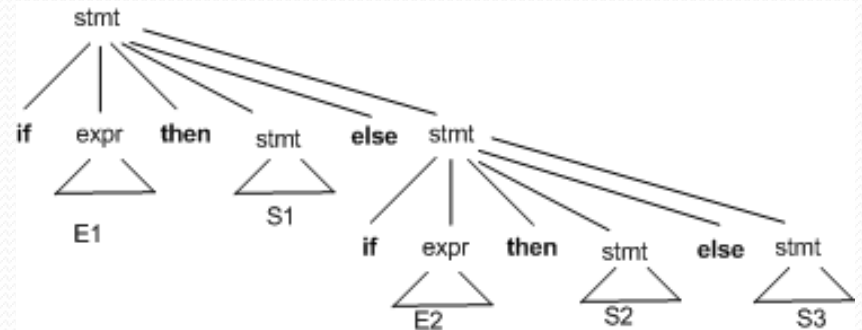 stmt
if expr then stmt else stmt
E1 S1
if expr then stmt else stmt
E2 S2 S3